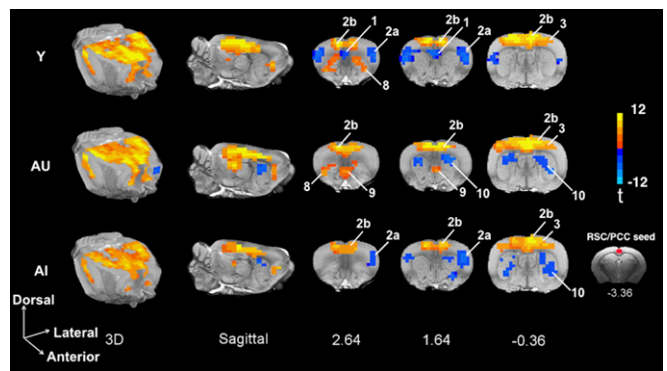 2b 1 2a 2b 1 2a 2b 3
Y
8
12
t
-12
2b 2b 2b 3
AU
8 9 9 10 10
2b 2a 2b 2a 2b 3
AI
10
RSC/PCC seed
-3.36
Dorsal
Lateral
Anterior
3D Sagittal 2.64 1.64 -0.36